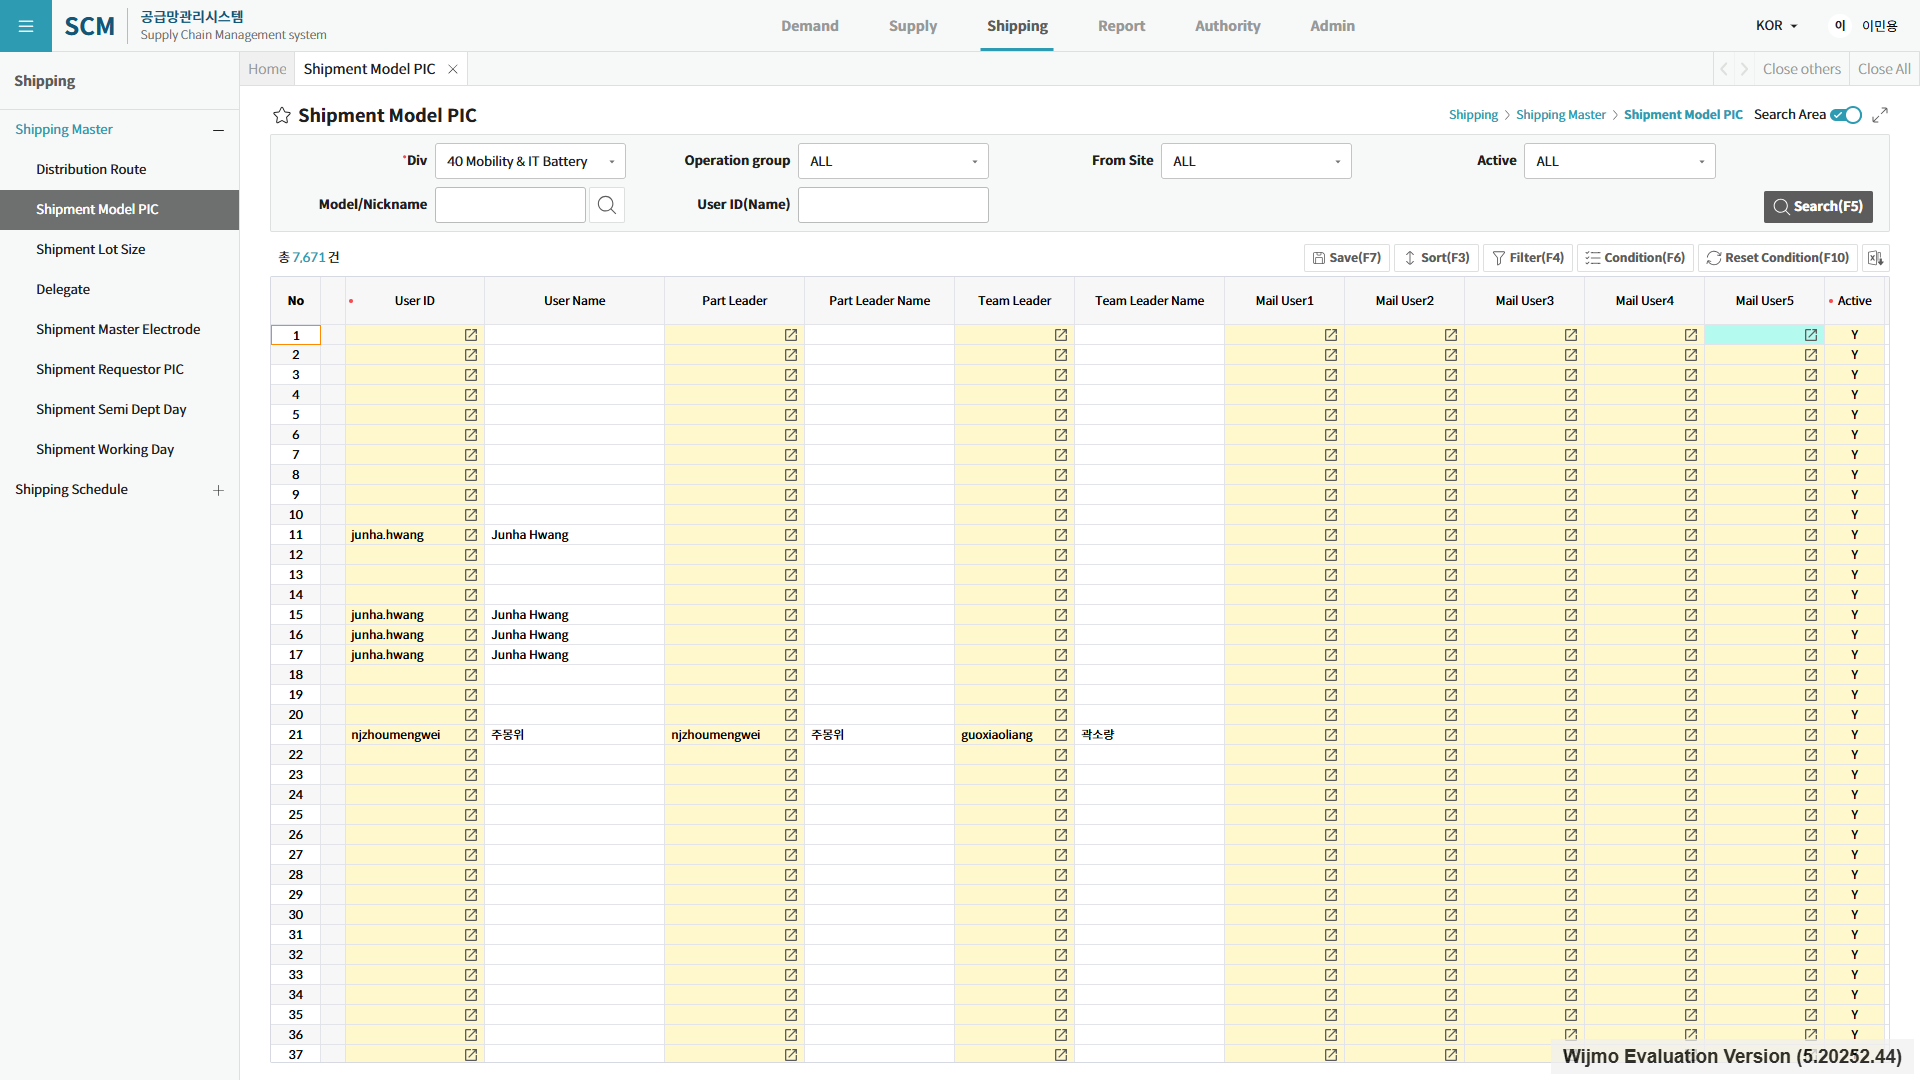 SCM 공급망관리시스템
Supply Chain Management system
Demand Supply Shipping Report Authority Admin
KOR 이 이민용
Shipping
Home Shipment Model PIC Close others Close All
Shipping Master
Distribution Route
Shipment Model PIC
Shipment Lot Size
Delegate
Shipment Master Electrode
Shipment Requestor PIC
Shipment Semi Dept Day
Shipment Working Day
Shipping Schedule
Shipment Model PIC
Shipping > Shipping Master > Shipment Model PIC Search Area
*Div 40 Mobility & IT Battery Operation group ALL From Site ALL Active ALL
Model/Nickname User ID(Name) Search(F5)
총 7,671 건 Save(F7) Sort(F3) Filter(F4) Condition(F6) Reset Condition(F10)
No User ID User Name Part Leader Part Leader Name Team Leader Team Leader Name Mail User1 Mail User2 Mail User3 Mail User4 Mail User5 Active
1 Y
2 Y
3 Y
4 Y
5 Y
6 Y
7 Y
8 Y
9 Y
10 Y
11 junha.hwang Junha Hwang Y
12 Y
13 Y
14 Y
15 junha.hwang Junha Hwang Y
16 junha.hwang Junha Hwang Y
17 junha.hwang Junha Hwang Y
18 Y
19 Y
20 Y
21 njzhoumengwei 주몽위 njzhoumengwei 주몽위 guoxiaoliang 곽소량 Y
22 Y
23 Y
24 Y
25 Y
26 Y
27 Y
28 Y
29 Y
30 Y
31 Y
32 Y
33 Y
34 Y
35 Y
36 Y
37
Wijmo Evaluation Version (5.20252.44)